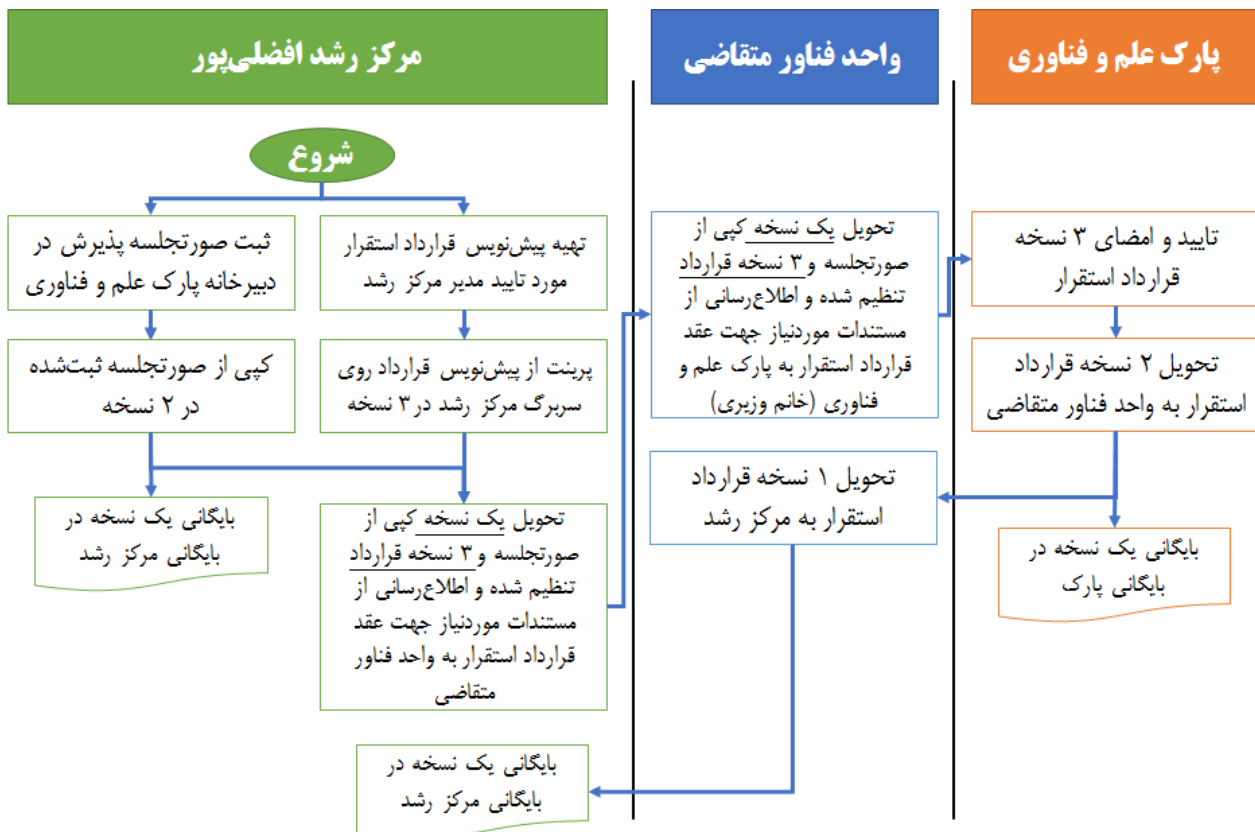 مرکز رشد افضلی‌پور
واحد فناور متقاضی
پارک علم و فناوری
شروع
ثبت صورتجلسه پذیرش در
دبیرخانه پارک علم و فناوری
تهیه پیش‌نویس قرارداد استقرار
مورد تایید مدیر مرکز رشد
کپی از صورتجلسه ثبت‌شده
در ۲ نسخه
پرینت از پیش‌نویس قرارداد روی
سربرگ مرکز رشد در ۳ نسخه
بایگانی یک نسخه در
بایگانی مرکز رشد
تحویل یک نسخه کپی از
صورتجلسه و ۳ نسخه قرارداد
تنظیم شده و اطلاع‌رسانی از
مستندات موردنیاز جهت عقد
قرارداد استقرار به واحد فناور
متقاضی
تحویل یک نسخه کپی از
صورتجلسه و ۳ نسخه قرارداد
تنظیم شده و اطلاع‌رسانی از
مستندات موردنیاز جهت عقد
قرارداد استقرار به پارک علم و
فناوری (خانم وزیری)
تایید و امضای ۳ نسخه
قرارداد استقرار
تحویل ۲ نسخه قرارداد
استقرار به واحد فناور متقاضی
بایگانی یک نسخه در
بایگانی پارک
تحویل ۱ نسخه قرارداد
استقرار به مرکز رشد
بایگانی یک نسخه در
بایگانی مرکز رشد